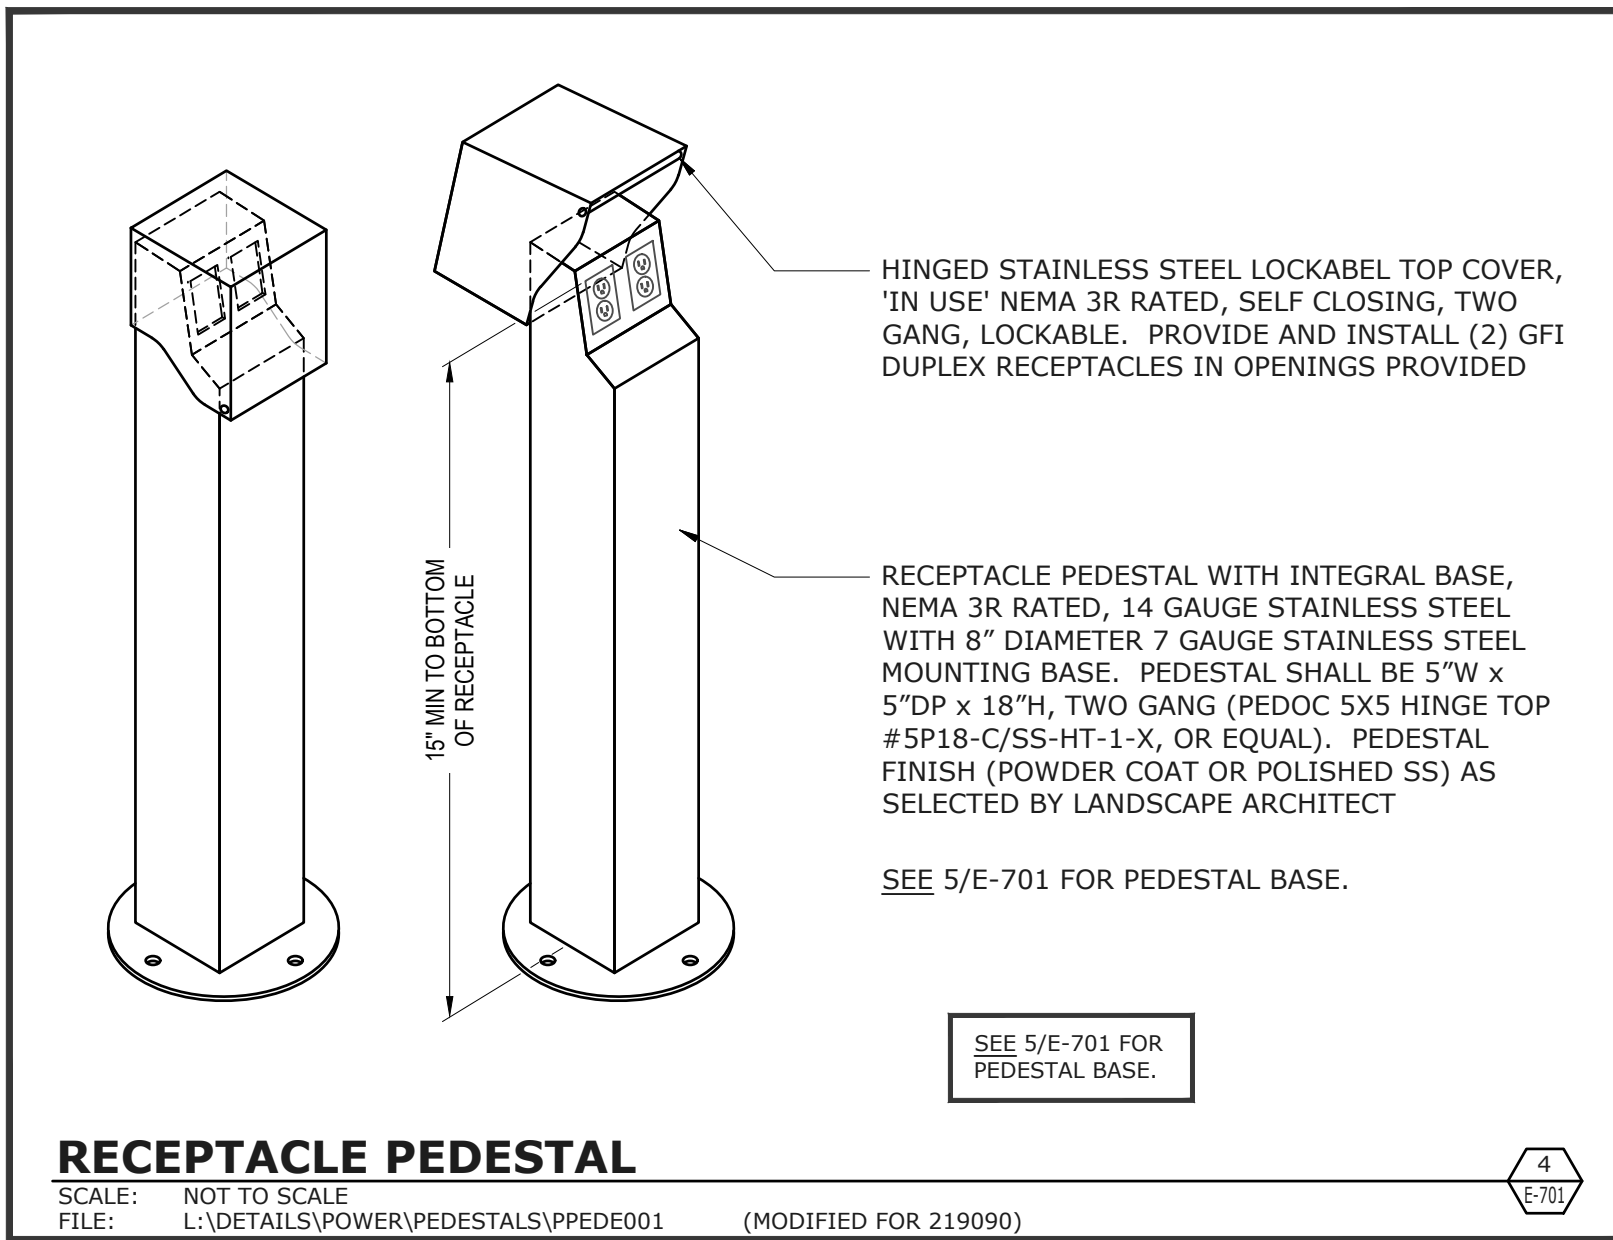 HINGED STAINLESS STEEL LOCKABEL TOP COVER,
'IN USE' NEMA 3R RATED, SELF CLOSING, TWO
GANG, LOCKABLE. PROVIDE AND INSTALL (2) GFI
DUPLEX RECEPTACLES IN OPENINGS PROVIDED
15" MIN TO BOTTOM
OF RECEPTACLE
RECEPTACLE PEDESTAL WITH INTEGRAL BASE,
NEMA 3R RATED, 14 GAUGE STAINLESS STEEL
WITH 8” DIAMETER 7 GAUGE STAINLESS STEEL
MOUNTING BASE. PEDESTAL SHALL BE 5”W x
5”DP x 18”H, TWO GANG (PEDOC 5X5 HINGE TOP
#5P18-C/SS-HT-1-X, OR EQUAL). PEDESTAL
FINISH (POWDER COAT OR POLISHED SS) AS
SELECTED BY LANDSCAPE ARCHITECT
SEE 5/E-701 FOR PEDESTAL BASE.
SEE 5/E-701 FOR
PEDESTAL BASE.
RECEPTACLE PEDESTAL
SCALE: NOT TO SCALE
FILE: L:\DETAILS\POWER\PEDESTALS\PPEDE001 (MODIFIED FOR 219090)
4
E-701